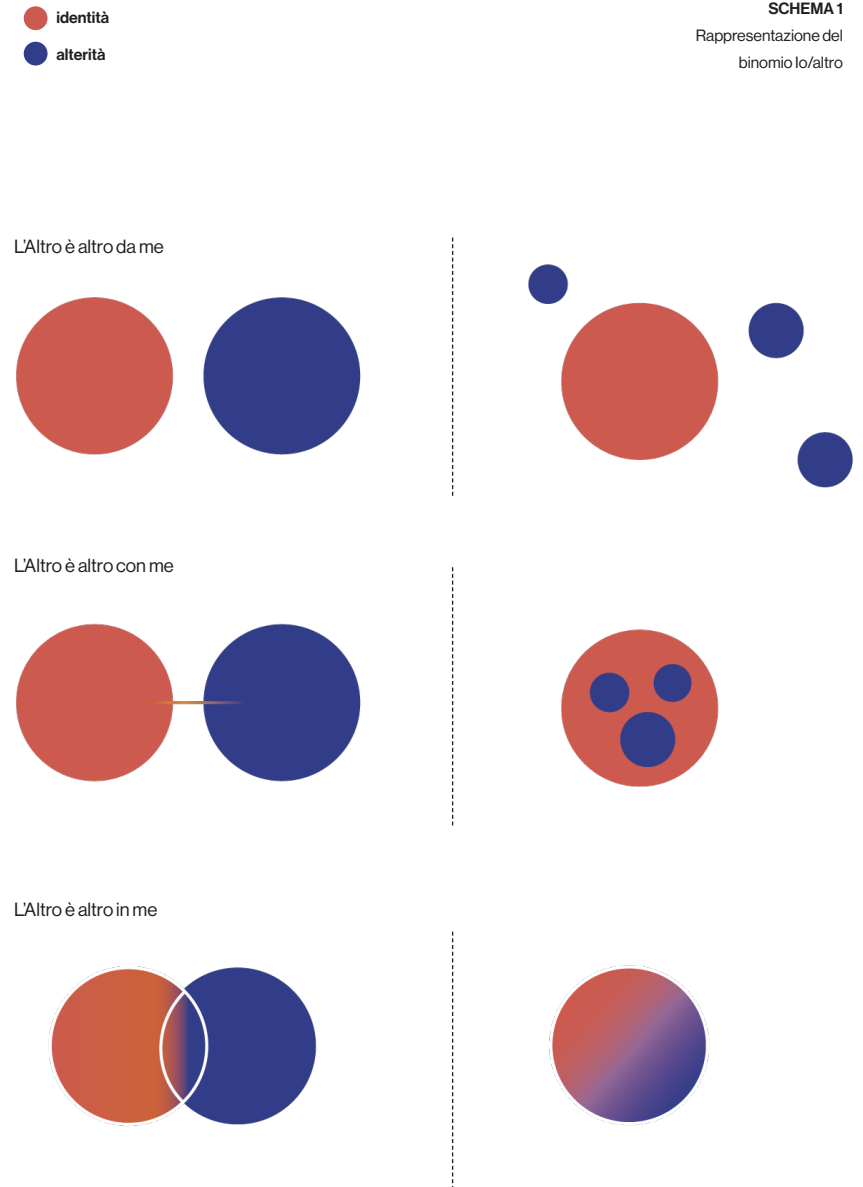 identità
alterità
SCHEMA 1
Rappresentazione del
binomio Io/altro
L'Altro è altro da me
L'Altro è altro con me
L'Altro è altro in me